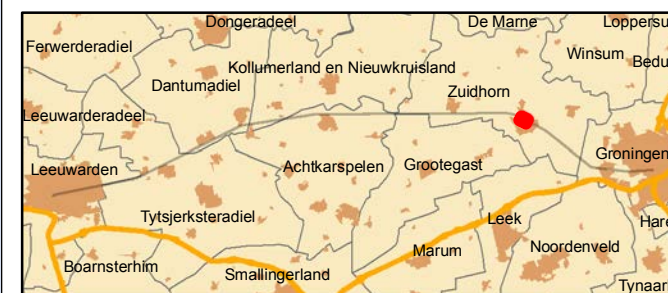 Dongeradeel
De Marne
Loppersu
Ferwerderadiel
Winsum
Bedu
Kollumerland en Nieuwkruisland
Dantumadiel
Zuidhorn
Leeuwarderadeel
Groningen
Leeuwarden
Achtkarspelen
Grootegast
Tytsjerksteradiel
Leek
Hare
Marum
Noordenveld
Boarnsterhim
Smallingerland
Tynaar